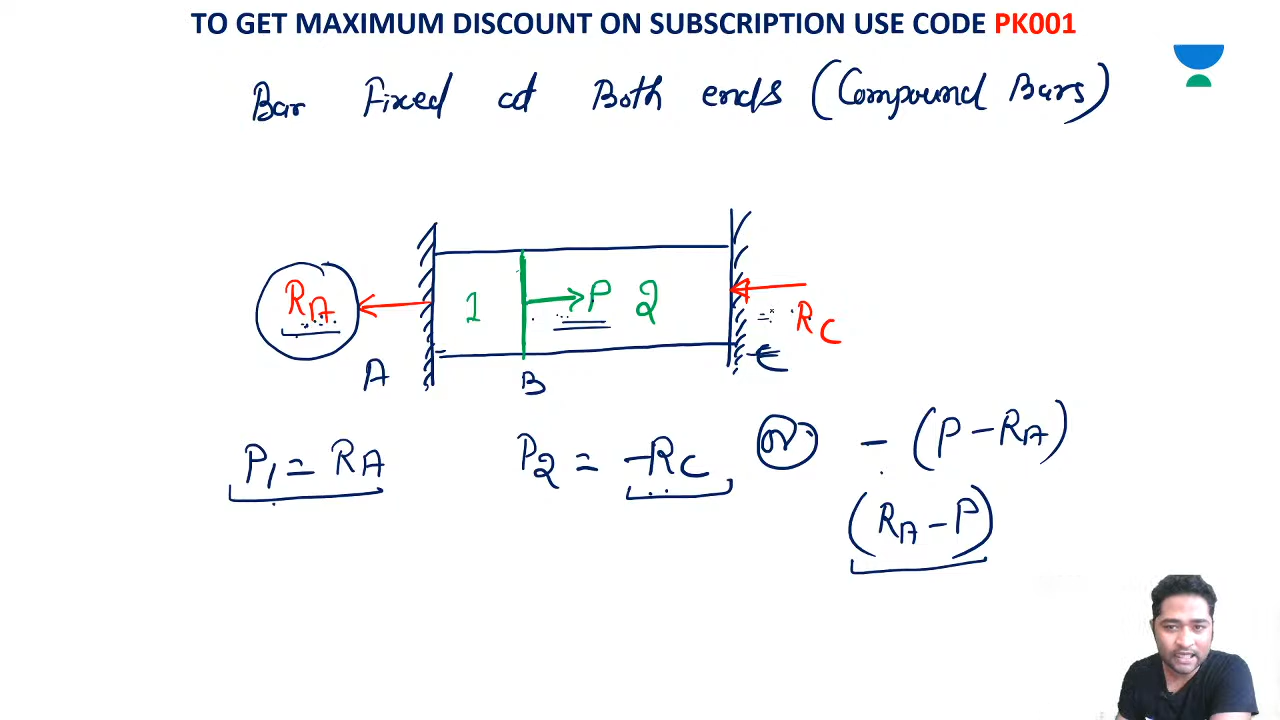 TO GET MAXIMUM DISCOUNT ON SUBSCRIPTION USE CODE PK001
Bar Fixed at Both ends (Compound Bars)
RA 1 P 2 RC
A B C
P1 = RA P2 = -RC or - (P - RA)
(RA - P)